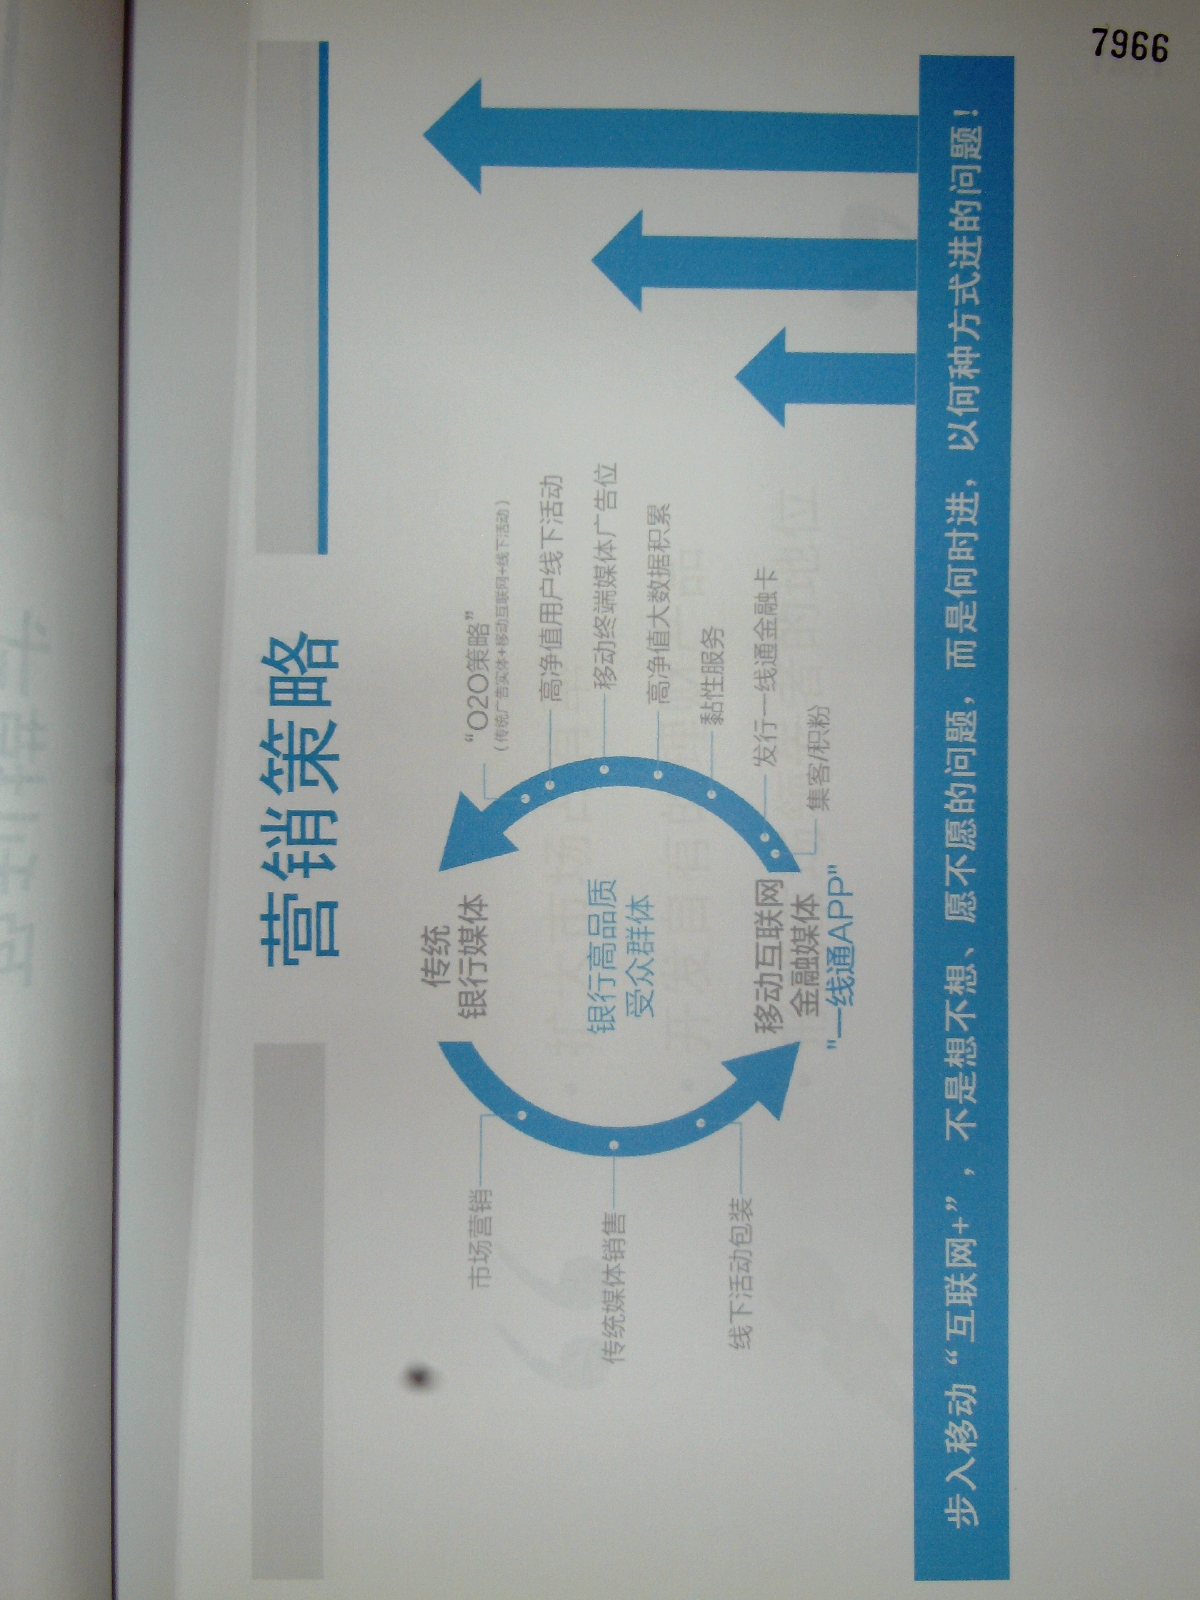 7966
营销策略
传统
银行媒体
"O2O策略"
(传统广告实体+移动互联网+线下活动)
高净值用户线下活动
移动终端媒体广告位
高净值大数据积累
黏性服务
发行一线通金融卡
集客/积粉
市场营销
传统媒体销售
线下活动包装
银行高品质
受众群体
移动互联网
金融媒体
"一线通APP"
步入移动“互联网+”，不是想不想、愿不愿的问题，而是何时进，以何种方式进的问题！